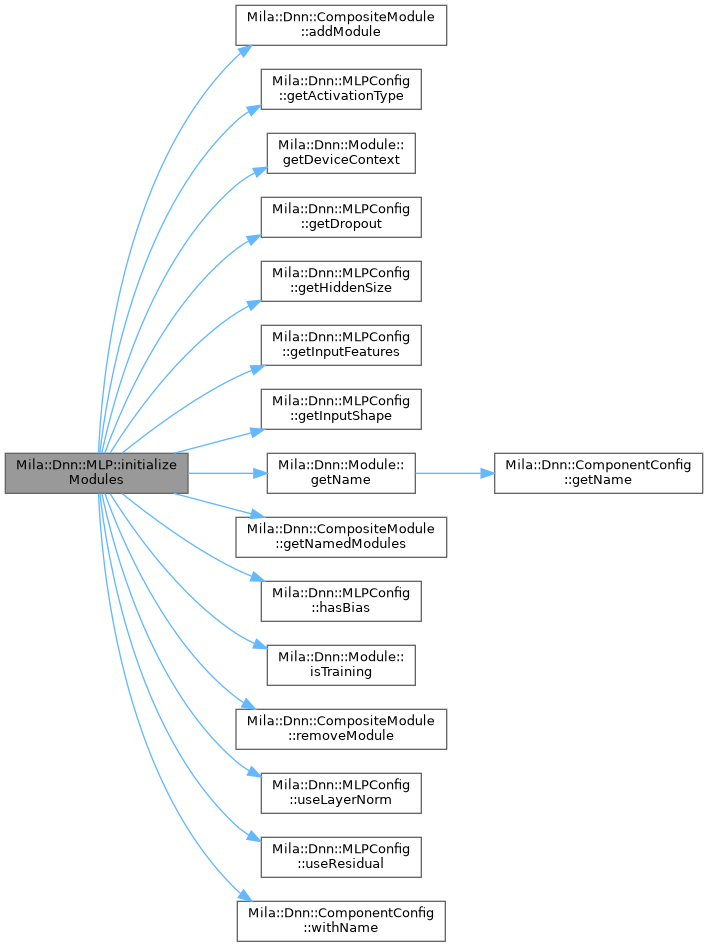 Mila::Dnn::CompositeModule
::addModule
Mila::Dnn::MLPConfig
::getActivationType
Mila::Dnn::Module::
getDeviceContext
Mila::Dnn::MLPConfig
::getDropout
Mila::Dnn::MLPConfig
::getHiddenSize
Mila::Dnn::MLPConfig
::getInputFeatures
Mila::Dnn::MLPConfig
::getInputShape
Mila::Dnn::MLP::initialize
Modules
Mila::Dnn::Module::
getName
Mila::Dnn::ComponentConfig
::getName
Mila::Dnn::CompositeModule
::getNamedModules
Mila::Dnn::MLPConfig
::hasBias
Mila::Dnn::Module::
isTraining
Mila::Dnn::CompositeModule
::removeModule
Mila::Dnn::MLPConfig
::useLayerNorm
Mila::Dnn::MLPConfig
::useResidual
Mila::Dnn::ComponentConfig
::withName